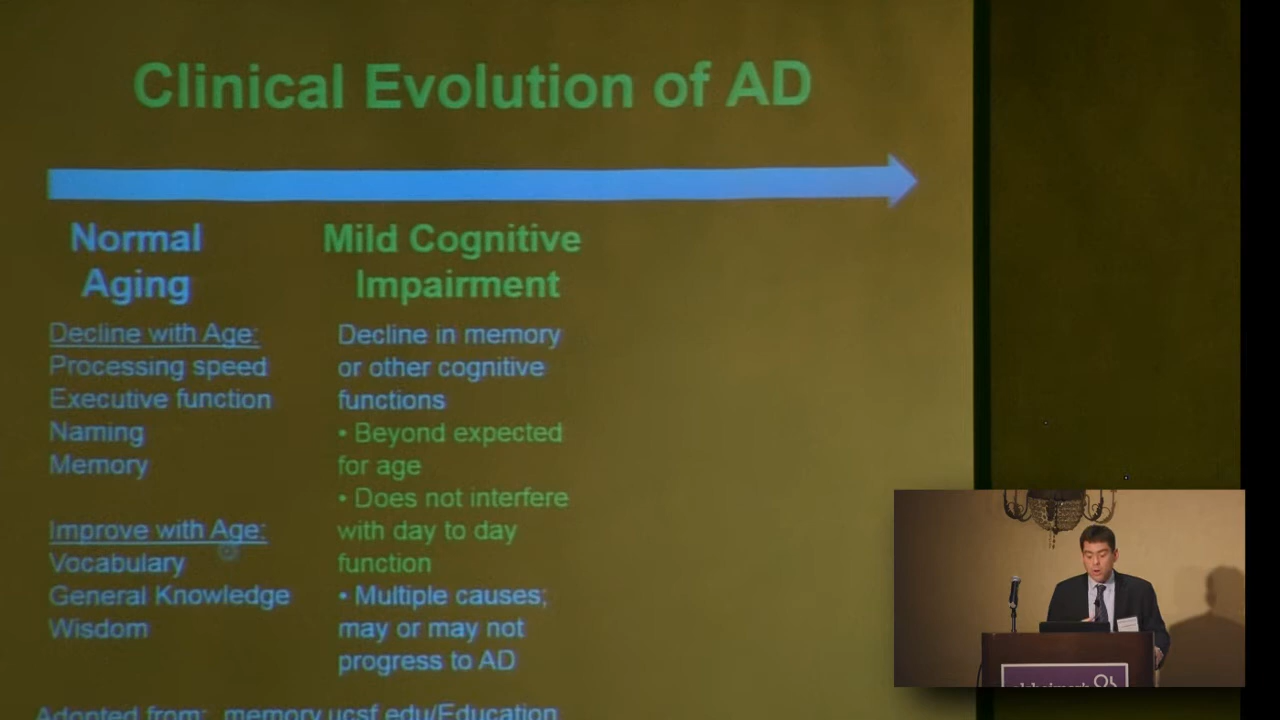 Clinical Evolution of AD
Normal
Aging
Decline with Age:
Processing speed
Executive function
Naming
Memory
Improve with Age:
Vocabulary
General Knowledge
Wisdom
Mild Cognitive
Impairment
Decline in memory
or other cognitive
functions
• Beyond expected
for age
• Does not interfere
with day to day
function
• Multiple causes;
may or may not
progress to AD
Adopted from: memory.ucsf.edu/Education